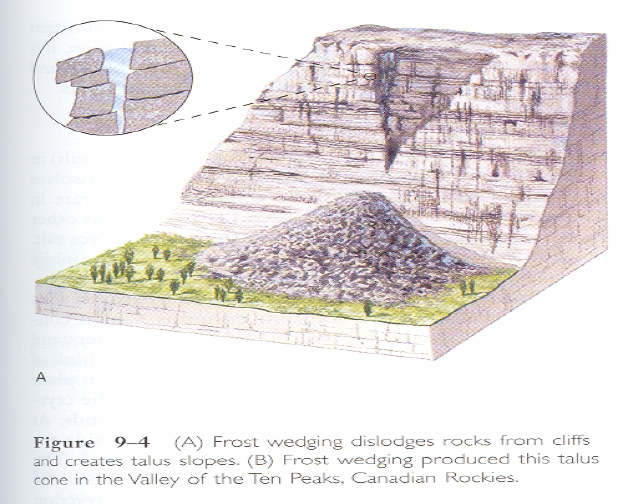 A
Figure 9–4 (A) Frost wedging dislodges rocks from cliffs
and creates talus slopes. (B) Frost wedging produced this talus
cone in the Valley of the Ten Peaks, Canadian Rockies.